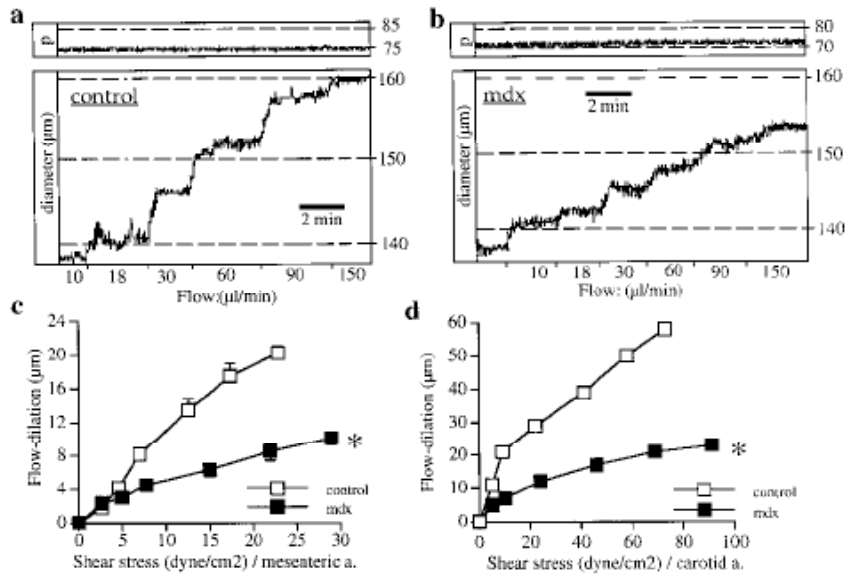 a
p
85
75
control
diameter (μm)
160
150
140
2 min
10 18 30 60 90 150
Flow:(μl/min)
b
p
80
70
mdx
2 min
diameter (μm)
160
150
140
10 18 30 60 90 150
Flow: (μl/min)
c
Flow-dilation (μm)
24
20
16
12
8
4
0
*
control
mdx
0 5 10 15 20 25 30
Shear stress (dyne/cm2) / mesenteric a.
d
Flow-dilation (μm)
60
50
40
30
20
10
0
*
control
mdx
0 20 40 60 80 100
Shear stress (dyne/cm2) / carotid a.